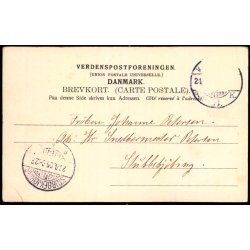 VERDENSPOSTFORENINGEN.
(UNION POSTALE UNIVERSELLE.)
DANMARK.
BREVKORT. (CARTE POSTALE).
Paa denne Side skrives kun Adressen. Côté réservé à l'adresse.
Frøken Johanne Petersen
Adr. Hr Snedkermester Petersen
Stubbekjøbing